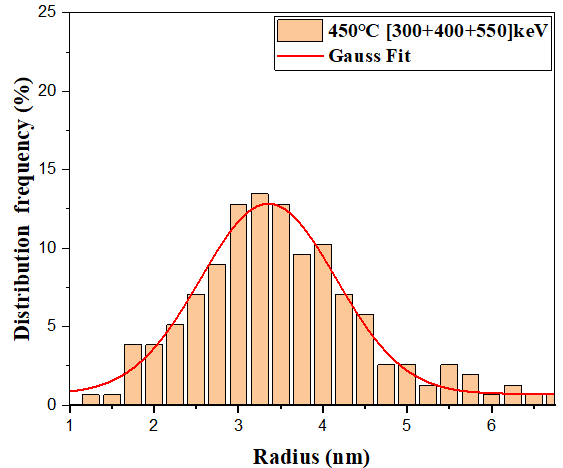 25
20
15
10
5
0
Distribution frequency (%)
450°C [300+400+550]keV
Gauss Fit
1 2 3 4 5 6
Radius (nm)